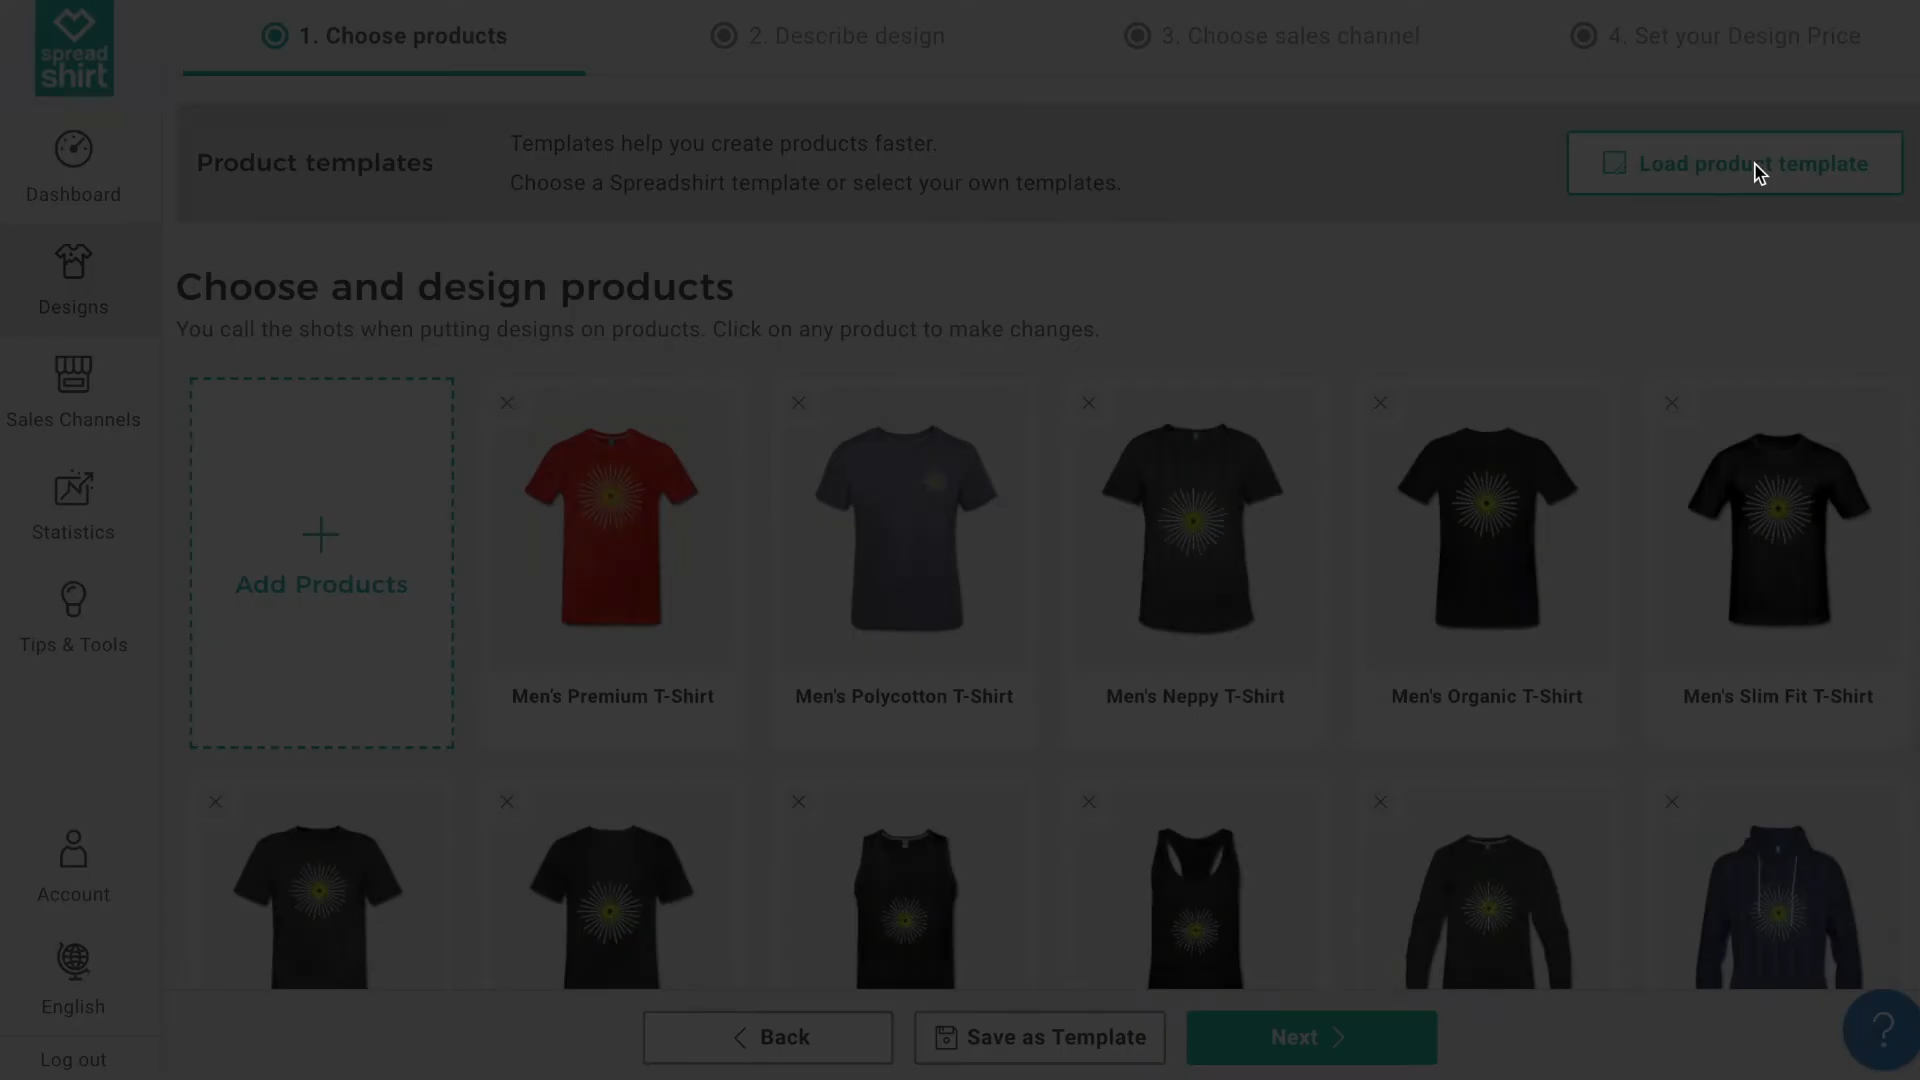 spread
shirt
1. Choose products
2. Describe design
3. Choose sales channel
4. Set your Design Price
Product templates
Templates help you create products faster.
Choose a Spreadshirt template or select your own templates.
Load product template
Dashboard
Designs
Sales Channels
Statistics
Tips & Tools
Account
English
Log out
Choose and design products
You call the shots when putting designs on products. Click on any product to make changes.
Add Products
Men's Premium T-Shirt
Men's Polycotton T-Shirt
Men's Neppy T-Shirt
Men's Organic T-Shirt
Men's Slim Fit T-Shirt
Back
Save as Template
Next
?